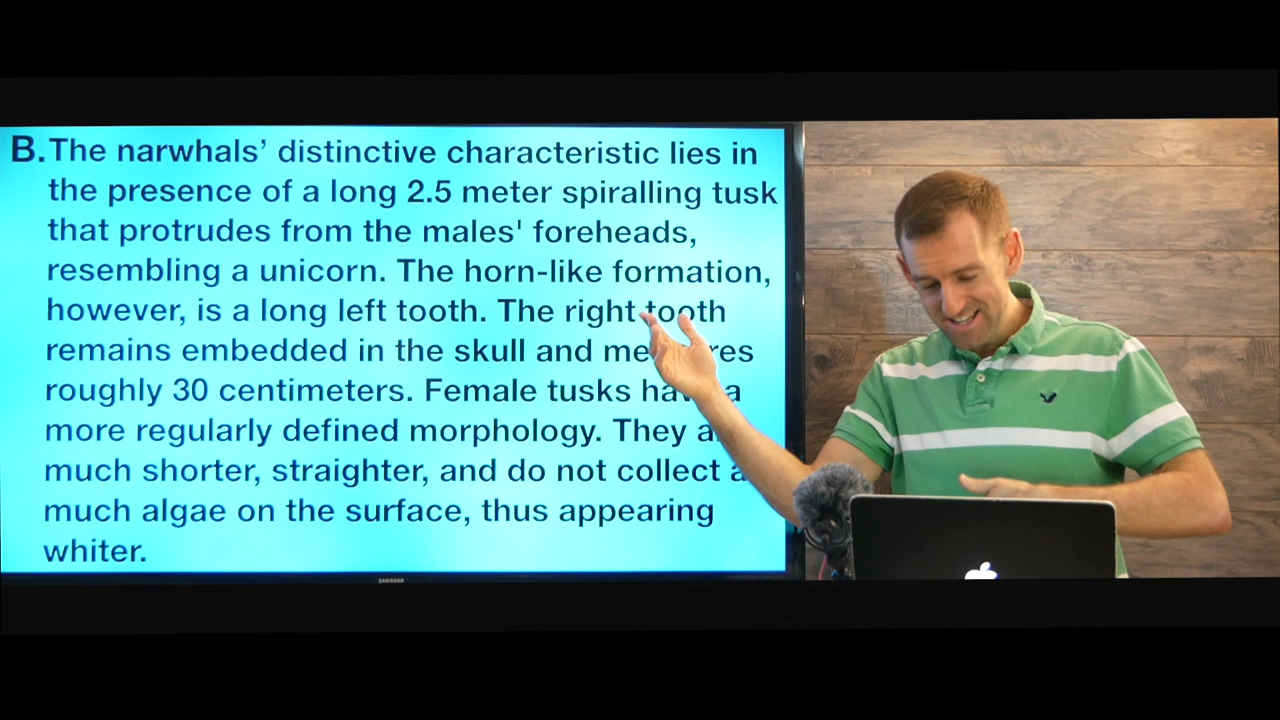 B. The narwhals’ distinctive characteristic lies in
the presence of a long 2.5 meter spiralling tusk
that protrudes from the males' foreheads,
resembling a unicorn. The horn-like formation,
however, is a long left tooth. The right tooth
remains embedded in the skull and
roughly 30 centimeters. Female tusks a
more regularly defined morphology. They
much shorter, straighter, and do not collect
much algae on the surface, thus appearing
whiter.
SAMSUNG